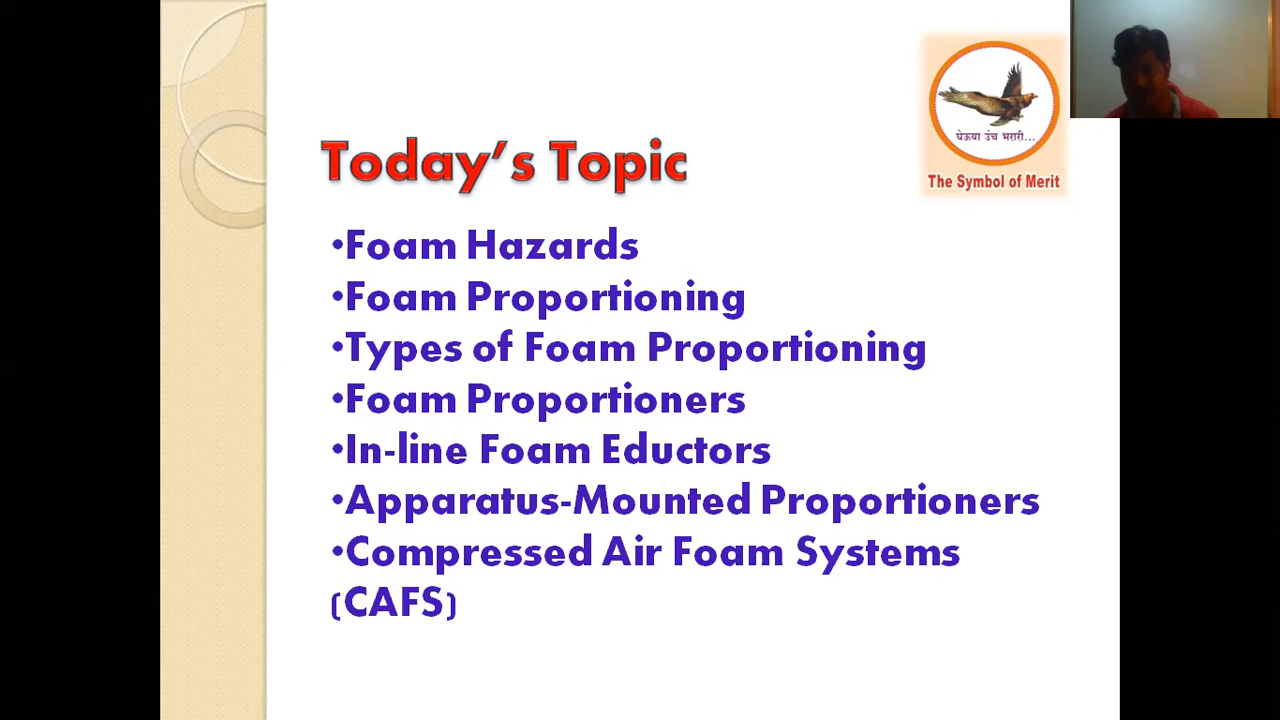 घेऊया उंच भरारी...
The Symbol of Merit
Today's Topic
•Foam Hazards
•Foam Proportioning
•Types of Foam Proportioning
•Foam Proportioners
•In-line Foam Eductors
•Apparatus-Mounted Proportioners
•Compressed Air Foam Systems
(CAFS)